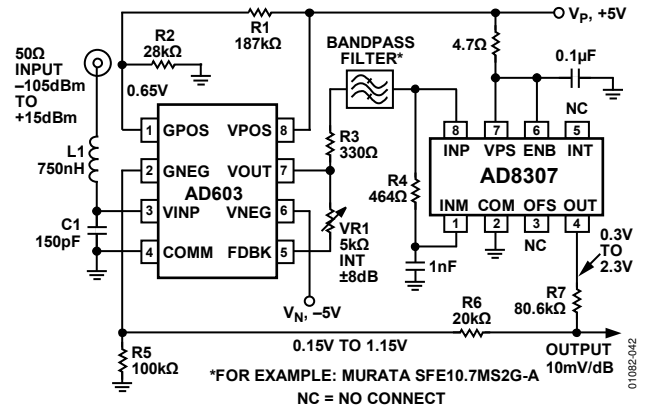 R2
28kΩ
R1
187kΩ
VP, +5V
50Ω
INPUT
–105dBm
TO
+15dBm
0.65V
BANDPASS
FILTER*
4.7Ω
0.1µF
NC
L1
750nH
C1
150pF
1 GPOS VPOS 8
2 GNEG VOUT 7
AD603
3 VINP VNEG 6
4 COMM FDBK 5
R3
330Ω
VR1
5kΩ
INT
±8dB
VN, –5V
R4
464Ω
1nF
8 7 6 5
INP VPS ENB INT
AD8307
INM COM OFS OUT
1 2 3 4
NC
0.3V
TO
2.3V
R7
80.6kΩ
R6
20kΩ
R5
100kΩ
0.15V TO 1.15V
OUTPUT
10mV/dB
*FOR EXAMPLE: MURATA SFE10.7MS2G-A
NC = NO CONNECT
01082-042